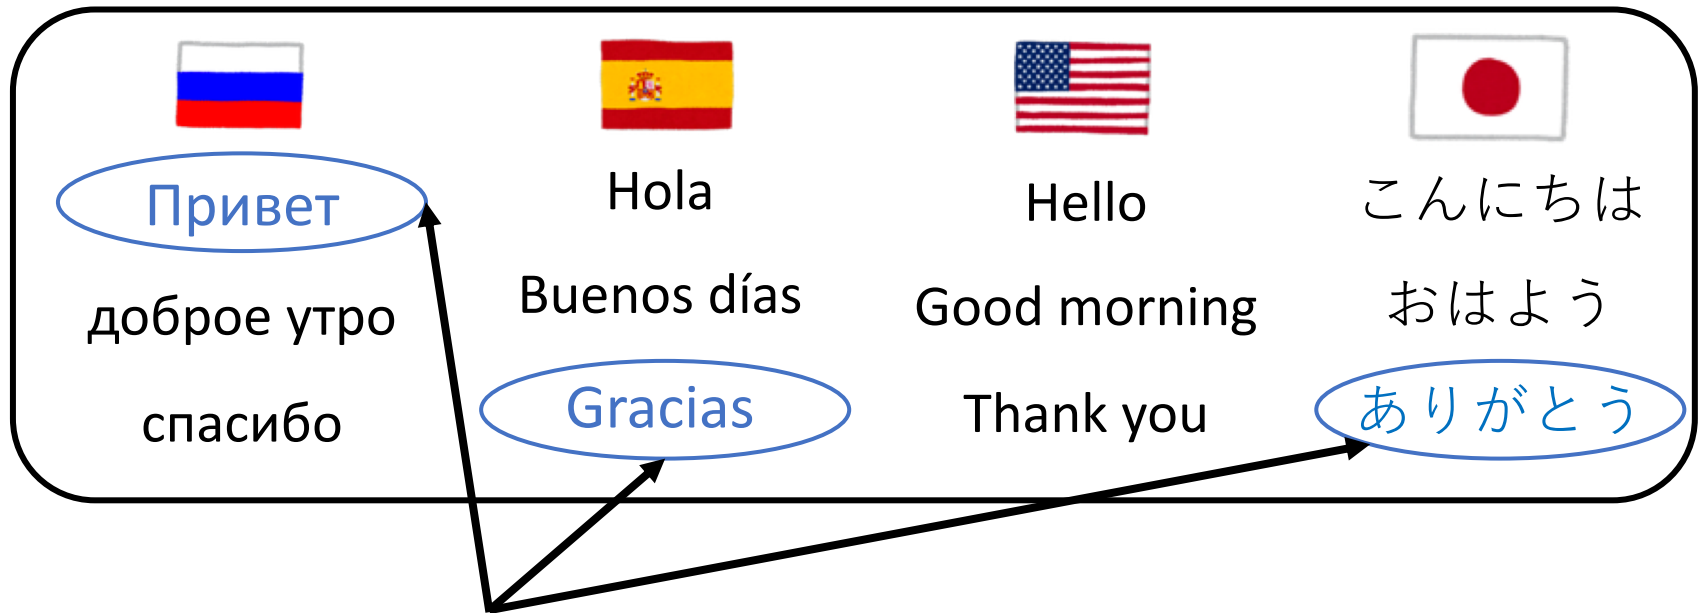 Привет
доброе утро
спасибо
Hola
Buenos días
Gracias
Hello
Good morning
Thank you
こんにちは
おはよう
ありがとう